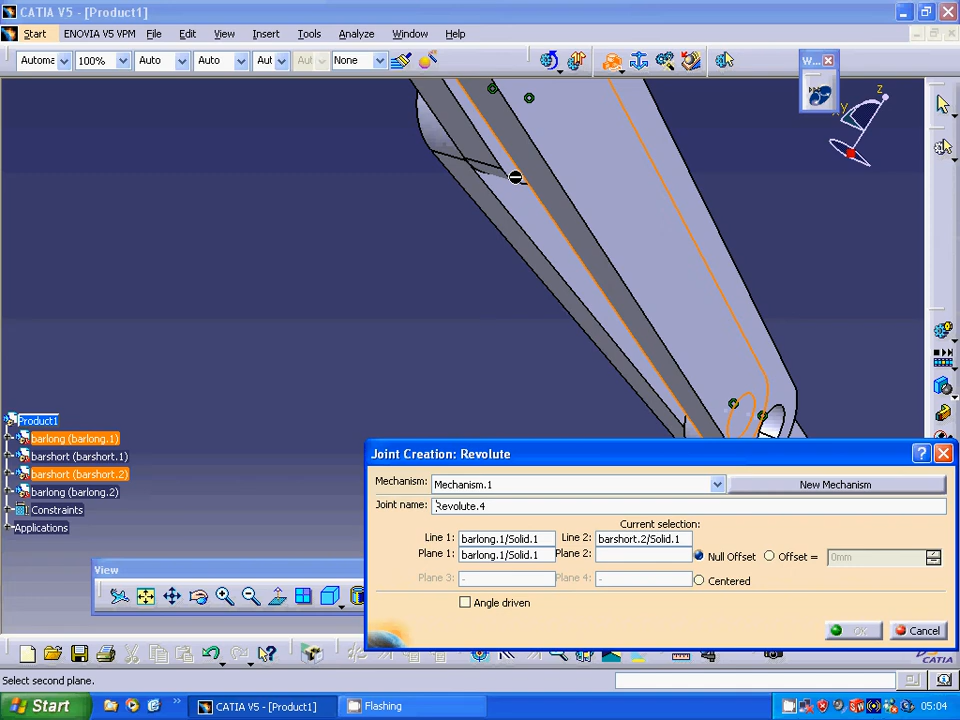 CATIA V5 - [Product1]
Start ENOVIA V5 VPM File Edit View Insert Tools Analyze Window Help
Automa 100% Auto Auto Aut Aut None
W...
z
y
x
Product1
barlong (barlong.1)
barshort (barshort.1)
barshort (barshort.2)
barlong (barlong.2)
Constraints
Applications
View
Joint Creation: Revolute
Mechanism: Mechanism.1 New Mechanism
Joint name: Revolute.4
Current selection:
Line 1: barlong.1/Solid.1 Line 2: barshort.2/Solid.1
Plane 1: barlong.1/Solid.1 Plane 2: Null Offset Offset = 0mm
Plane 3: - Plane 4: - Centered
Angle driven
OK Cancel
CATIA
Select second plane.
Start CATIA V5 - [Product1] Flashing 05:04